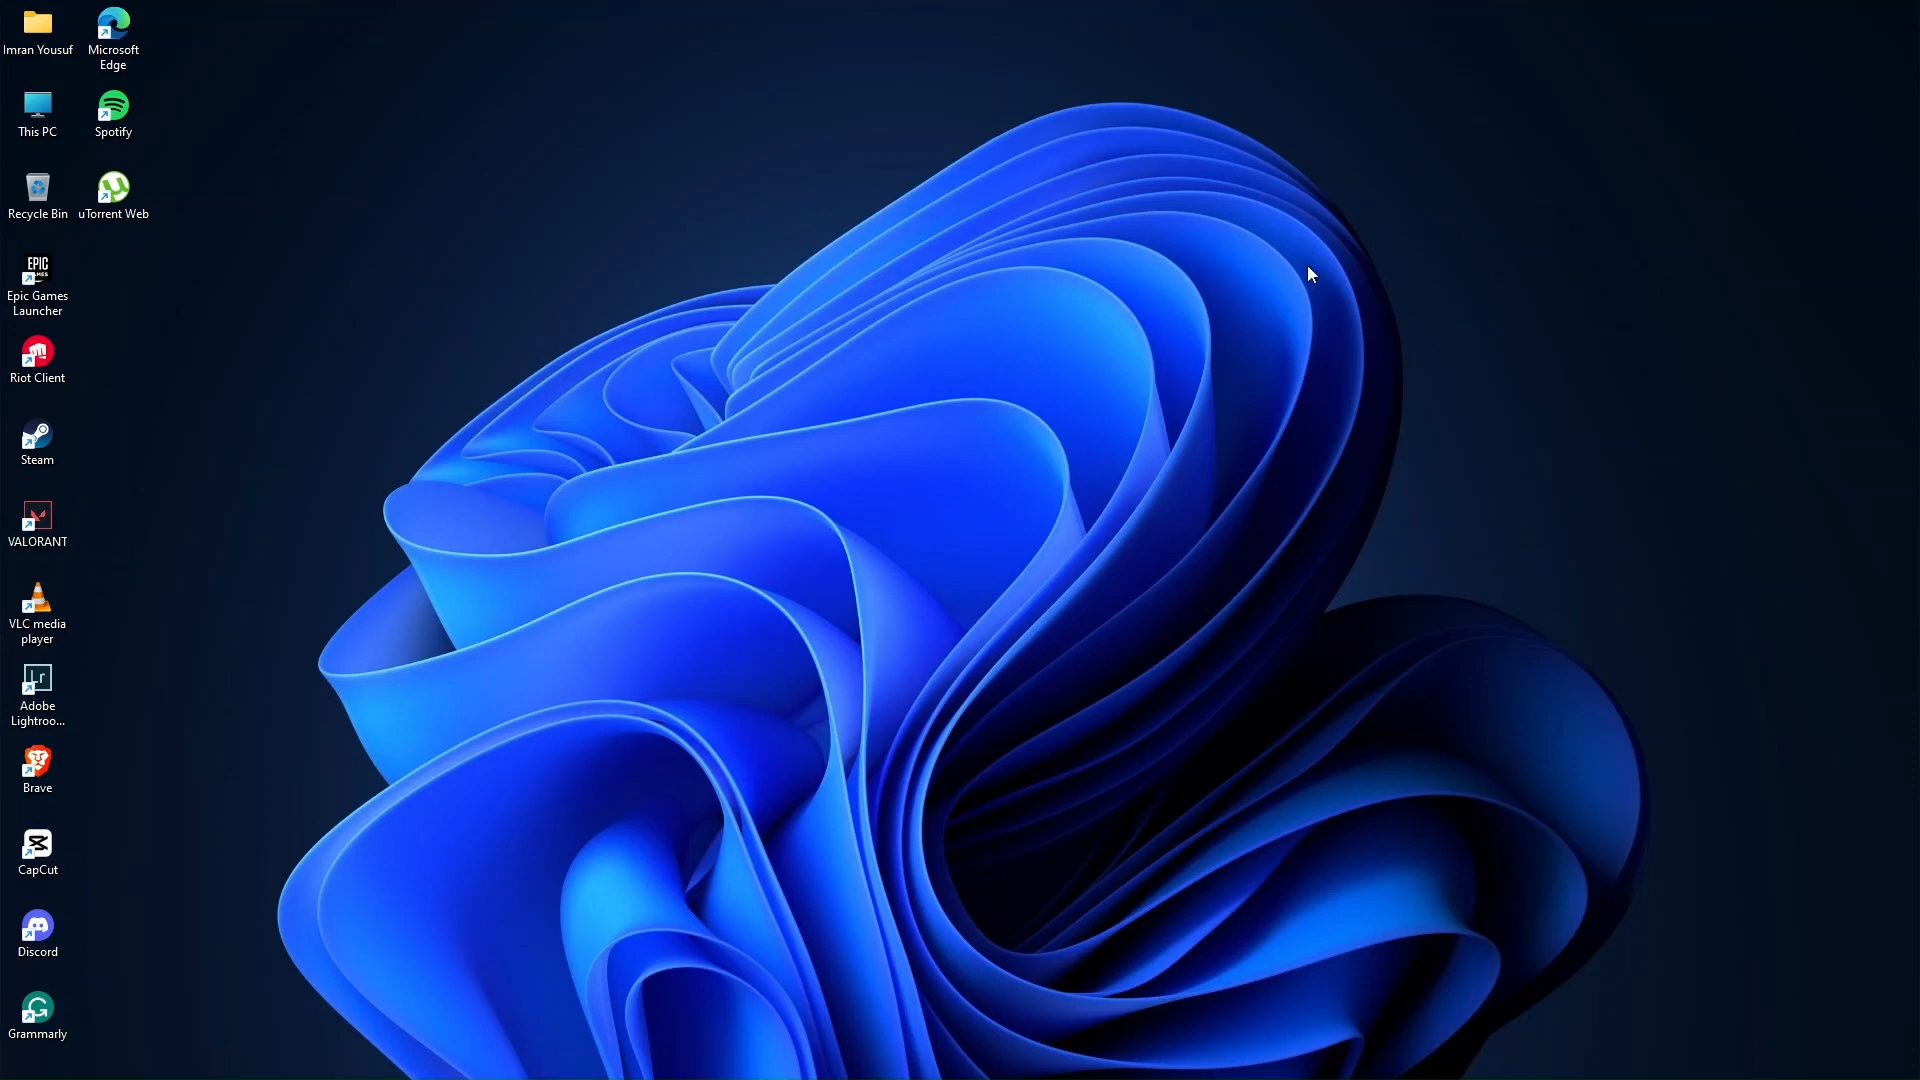 Imran Yousuf
This PC
Recycle Bin
EPIC
Epic Games
Launcher
Riot Client
Steam
VALORANT
VLC media
player
Lr
Adobe
Lightroo...
Brave
CapCut
Discord
Grammarly
Microsoft
Edge
Spotify
uTorrent Web